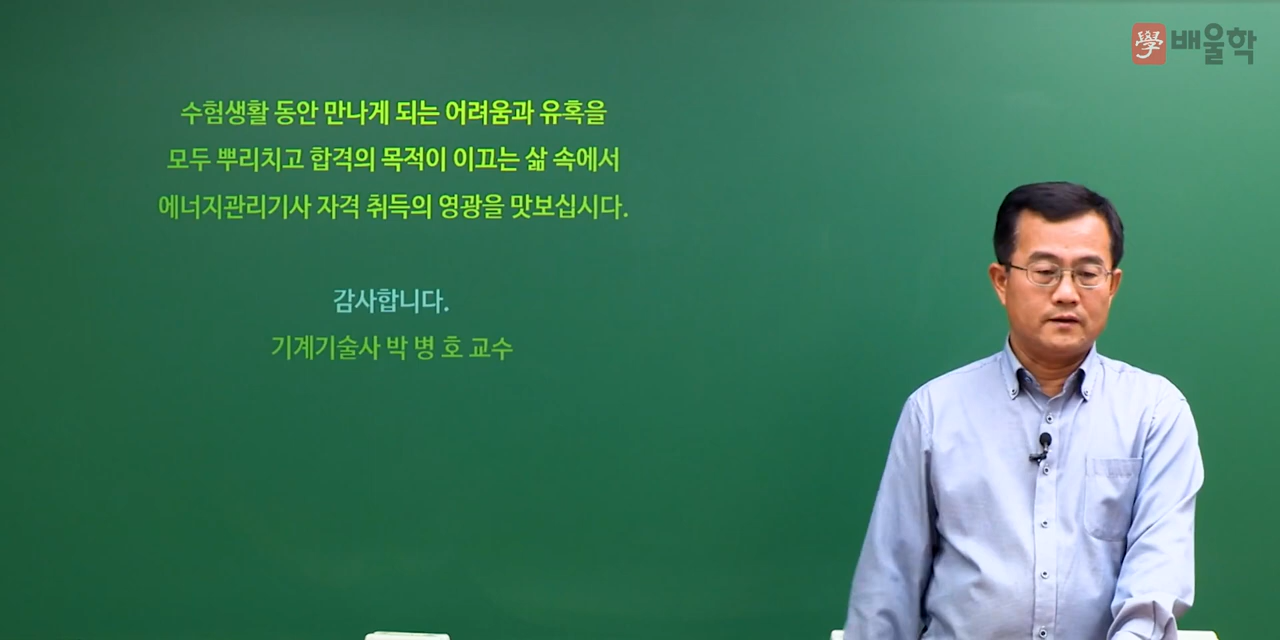 學 배울학
수험생활 동안 만나게 되는 어려움과 유혹을
모두 뿌리치고 합격의 목적이 이끄는 삶 속에서
에너지관리기사 자격 취득의 영광을 맛보십시다.
감사합니다.
기계기술사 박 병 호 교수